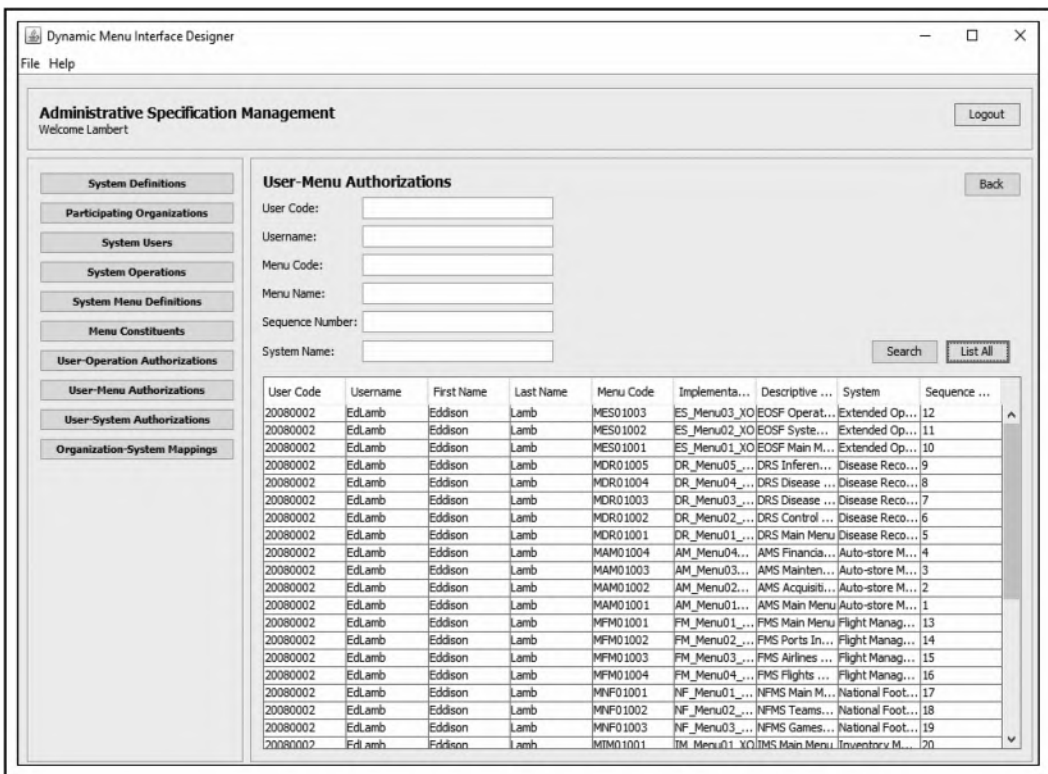 Dynamic Menu Interface Designer
File Help
Administrative Specification Management
Welcome Lambert
Logout
System Definitions
Participating Organizations
System Users
System Operations
System Menu Definitions
Menu Constituents
User-Operation Authorizations
User-Menu Authorizations
User-System Authorizations
Organization-System Mappings
User-Menu Authorizations
Back
User Code:
Username:
Menu Code:
Menu Name:
Sequence Number:
System Name:
Search List All
User Code Username First Name Last Name Menu Code Implementa... Descriptive ... System Sequence ...
20080002 EdLamb Eddison Lamb MES01003 ES_Menu03_XO EOSF Operat... Extended Op... 12
20080002 EdLamb Eddison Lamb MES01002 ES_Menu02_XO EOSF Syste... Extended Op... 11
20080002 EdLamb Eddison Lamb MES01001 ES_Menu01_XO EOSF Main M... Extended Op... 10
20080002 EdLamb Eddison Lamb MDR01005 DR_Menu05_... DRS Inferen... Disease Reco... 9
20080002 EdLamb Eddison Lamb MDR01004 DR_Menu04_... DRS Disease ... Disease Reco... 8
20080002 EdLamb Eddison Lamb MDR01003 DR_Menu03_... DRS Disease ... Disease Reco... 7
20080002 EdLamb Eddison Lamb MDR01002 DR_Menu02_... DRS Control ... Disease Reco... 6
20080002 EdLamb Eddison Lamb MDR01001 DR_Menu01_... DRS Main Menu Disease Reco... 5
20080002 EdLamb Eddison Lamb MAM01004 AM_Menu04... AMS Financia... Auto-store M... 4
20080002 EdLamb Eddison Lamb MAM01003 AM_Menu03... AMS Mainten... Auto-store M... 3
20080002 EdLamb Eddison Lamb MAM01002 AM_Menu02... AMS Acquisiti... Auto-store M... 2
20080002 EdLamb Eddison Lamb MAM01001 AM_Menu01... AMS Main Menu Auto-store M... 1
20080002 EdLamb Eddison Lamb MFM01001 FM_Menu01_... FMS Main Menu Flight Manag... 13
20080002 EdLamb Eddison Lamb MFM01002 FM_Menu02_... FMS Ports In... Flight Manag... 14
20080002 EdLamb Eddison Lamb MFM01003 FM_Menu03_... FMS Airlines ... Flight Manag... 15
20080002 EdLamb Eddison Lamb MFM01004 FM_Menu04_... FMS Flights ... Flight Manag... 16
20080002 EdLamb Eddison Lamb MNF01001 NF_Menu01_... NFMS Main M... National Foot... 17
20080002 EdLamb Eddison Lamb MNF01002 NF_Menu02_... NFMS Teams... National Foot... 18
20080002 EdLamb Eddison Lamb MNF01003 NF_Menu03_... NFMS Games... National Foot... 19
20080002 EdLamb Eddison Lamb MIM01001 IM_Menu01_XO IMS Main Menu Inventory M... 20